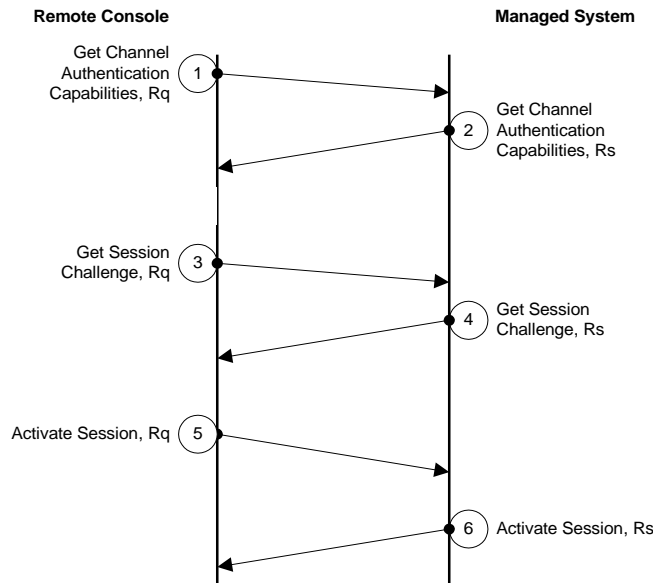 Remote Console
Managed System
Get Channel
Authentication
Capabilities, Rq
1
2
Get Channel
Authentication
Capabilities, Rs
Get Session
Challenge, Rq
3
4
Get Session
Challenge, Rs
Activate Session, Rq
5
6
Activate Session, Rs